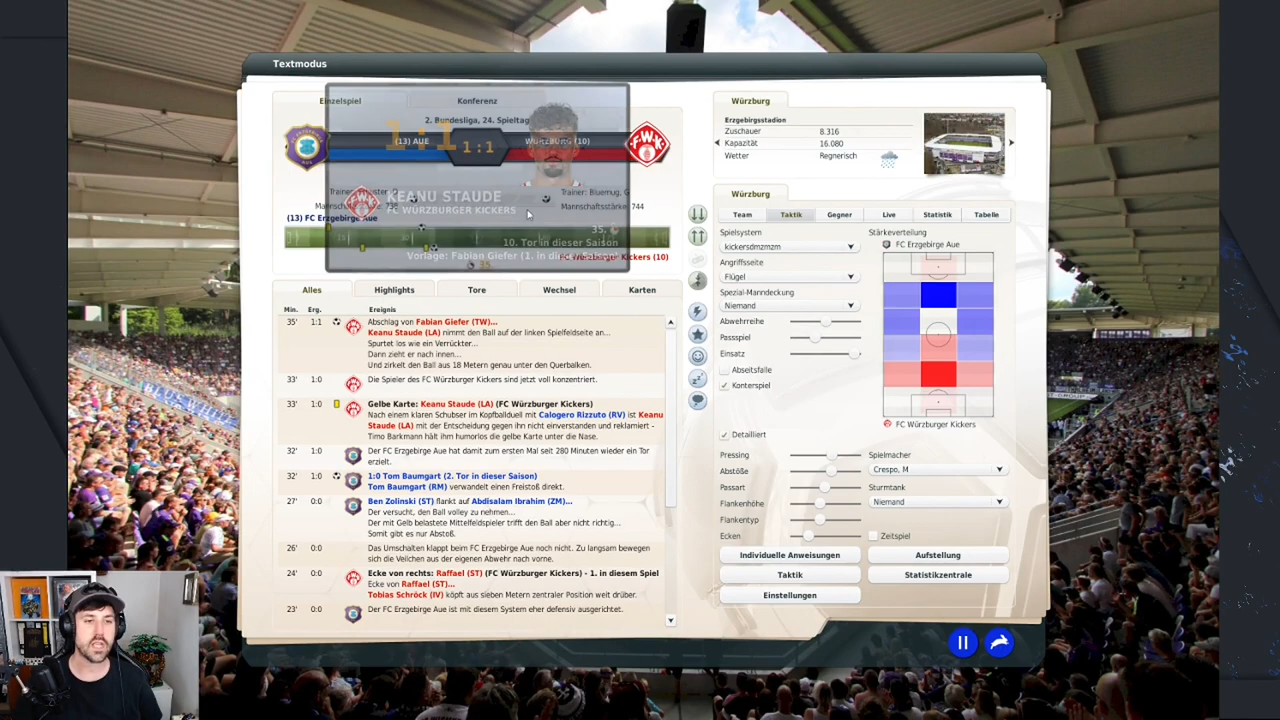 Textmodus
Einzelspiel
Konferenz
2. Bundesliga, 24. Spieltag
(13) AUE
1:1
1:1
WÜRZBURG (10)
FWK
Trainer: Bluemug, G
Mannschaftsstärke: 744
KEANU STAUDE
FC WÜRZBURGER KICKERS
(13) FC Erzgebirge Aue
35.
10. Tor in dieser Saison
Vorlage: Fabian Giefer (1. in
FC Würzburger Kickers (10)
35.
Alles
Highlights
Tore
Wechsel
Karten
Min.
Erg.
Ereignis
35'
1:1
Abschlag von Fabian Giefer (TW)...
Keanu Staude (LA) nimmt den Ball auf der linken Spielfeldseite an...
Spurtet los wie ein Verrückter...
Dann zieht er nach innen...
Und zirkelt den Ball aus 18 Metern genau unter den Querbalken.
33'
1:0
Die Spieler des FC Würzburger Kickers sind jetzt voll konzentriert.
33'
1:0
Gelbe Karte: Keanu Staude (LA) (FC Würzburger Kickers)
Nach einem klaren Schubser im Kopfballduell mit Calogero Rizzuto (RV) ist Keanu
Staude (LA) mit der Entscheidung gegen ihn nicht einverstanden und reklamiert -
Timo Barkmann hält ihm humorlos die gelbe Karte unter die Nase.
32'
1:0
Der FC Erzgebirge Aue hat damit zum ersten Mal seit 280 Minuten wieder ein Tor
erzielt.
32'
1:0
1:0 Tom Baumgart (2. Tor in dieser Saison)
Tom Baumgart (RM) verwandelt einen Freistoß direkt.
27'
0:0
Ben Zolinski (ST) flankt auf Abdisalam Ibrahim (ZM)...
Der versucht, den Ball volley zu nehmen...
Der mit Gelb belastete Mittelfeldspieler trifft den Ball aber nicht richtig...
Somit gibt es nur Abstoß.
26'
0:0
Das Umschalten klappt beim FC Erzgebirge Aue noch nicht. Zu langsam bewegen
sich die Veilchen aus der eigenen Abwehr nach vorne.
24'
0:0
Ecke von rechts: Raffael (ST) (FC Würzburger Kickers) - 1. in diesem Spiel
Ecke von Raffael (ST)...
Tobias Schröck (IV) köpft aus sieben Metern zentraler Position weit drüber.
23'
0:0
Der FC Erzgebirge Aue ist mit diesem System eher defensiv ausgerichtet.
Würzburg
Erzgebirgsstadion
Zuschauer
8.316
Kapazität
16.080
Wetter
Regnerisch
Würzburg
Team
Taktik
Gegner
Live
Statistik
Tabelle
Spielsystem
kickersdmzmzm
Angriffsseite
Flügel
Spezial-Manndeckung
Niemand
Abwehrreihe
Passspiel
Einsatz
Abseitsfalle
Konterspiel
Stärkeverteilung
FC Erzgebirge Aue
FC Würzburger Kickers
Detailliert
Pressing
Abstöße
Passart
Flankenhöhe
Flankentyp
Ecken
Spielmacher
Crespo, M
Sturmtank
Niemand
Zeitspiel
Individuelle Anweisungen
Aufstellung
Taktik
Statistikzentrale
Einstellungen